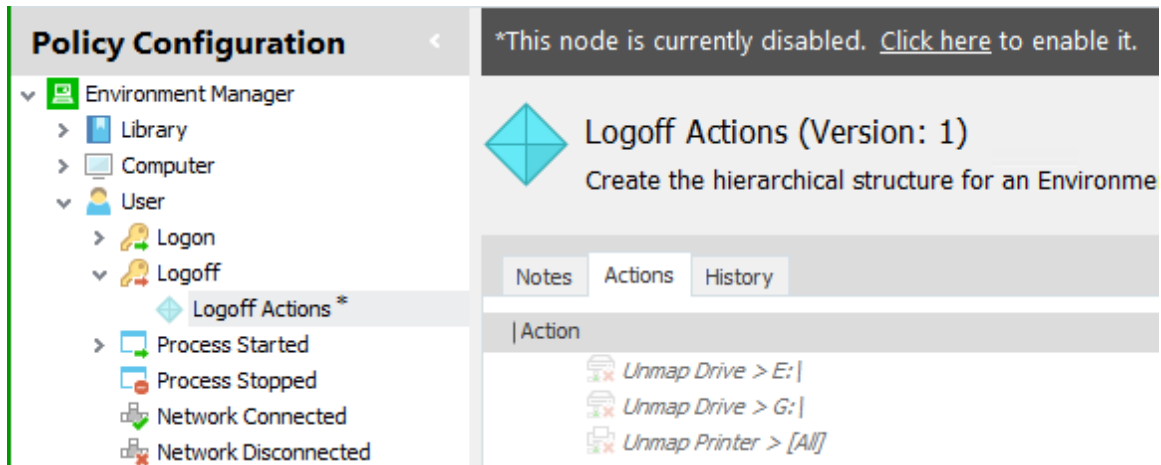 Policy Configuration
Environment Manager
Library
Computer
User
Logon
Logoff
Logoff Actions *
Process Started
Process Stopped
Network Connected
Network Disconnected
*This node is currently disabled. Click here to enable it.
Logoff Actions (Version: 1)
Create the hierarchical structure for an Environme
Notes Actions History
|Action
Unmap Drive > E:|
Unmap Drive > G:|
Unmap Printer > [All]